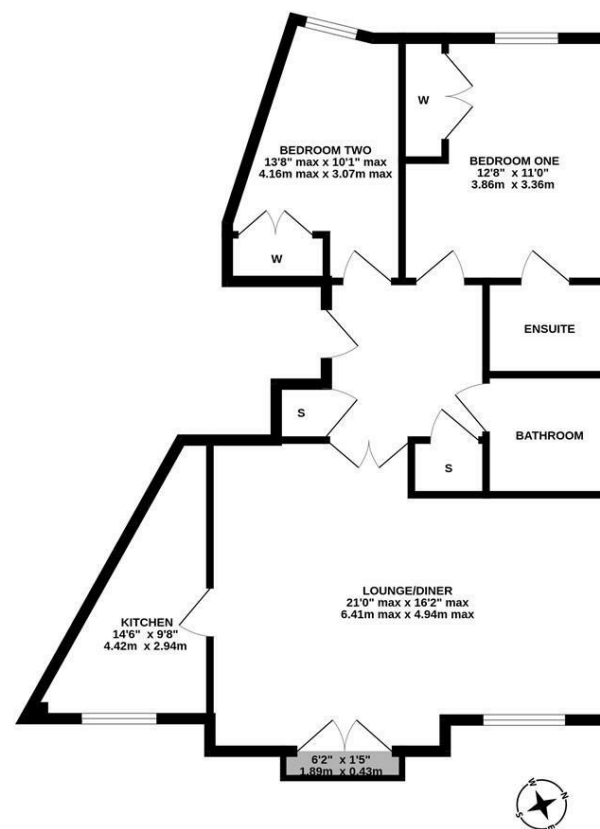 W
BEDROOM TWO
13'8" max x 10'1" max
4.16m max x 3.07m max
BEDROOM ONE
12'8" x 11'0"
3.86m x 3.36m
W
ENSUITE
S
BATHROOM
S
LOUNGE/DINER
21'0" max x 16'2" max
6.41m max x 4.94m max
KITCHEN
14'6" x 9'8"
4.42m x 2.94m
6'2" x 1'5"
1.89m x 0.43m
W
N
S
E